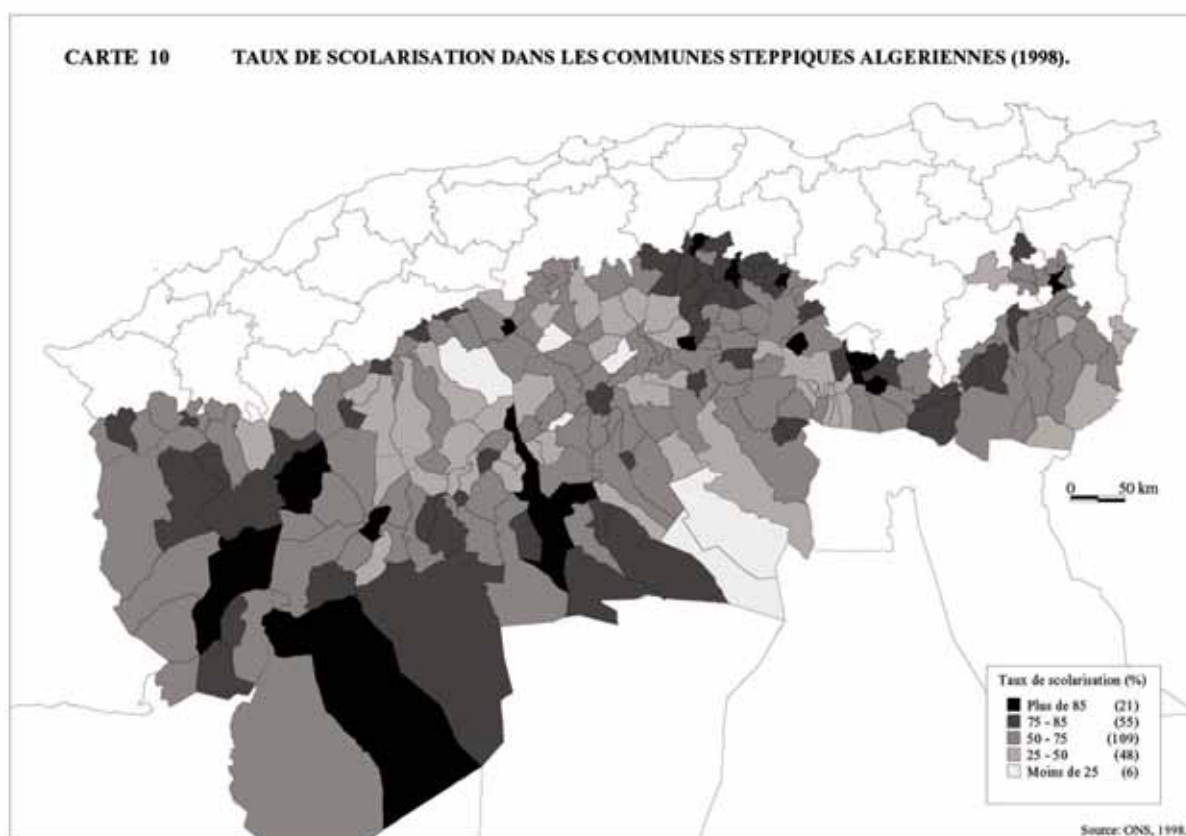 CARTE 10 TAUX DE SCOLARISATION DANS LES COMMUNES STEPPIQUES ALGERIENNES (1998).
0 50 km
Taux de scolarisation (%)
Plus de 85 (21)
75 - 85 (55)
50 - 75 (109)
25 - 50 (48)
Moins de 25 (6)
Source: ONS, 1998